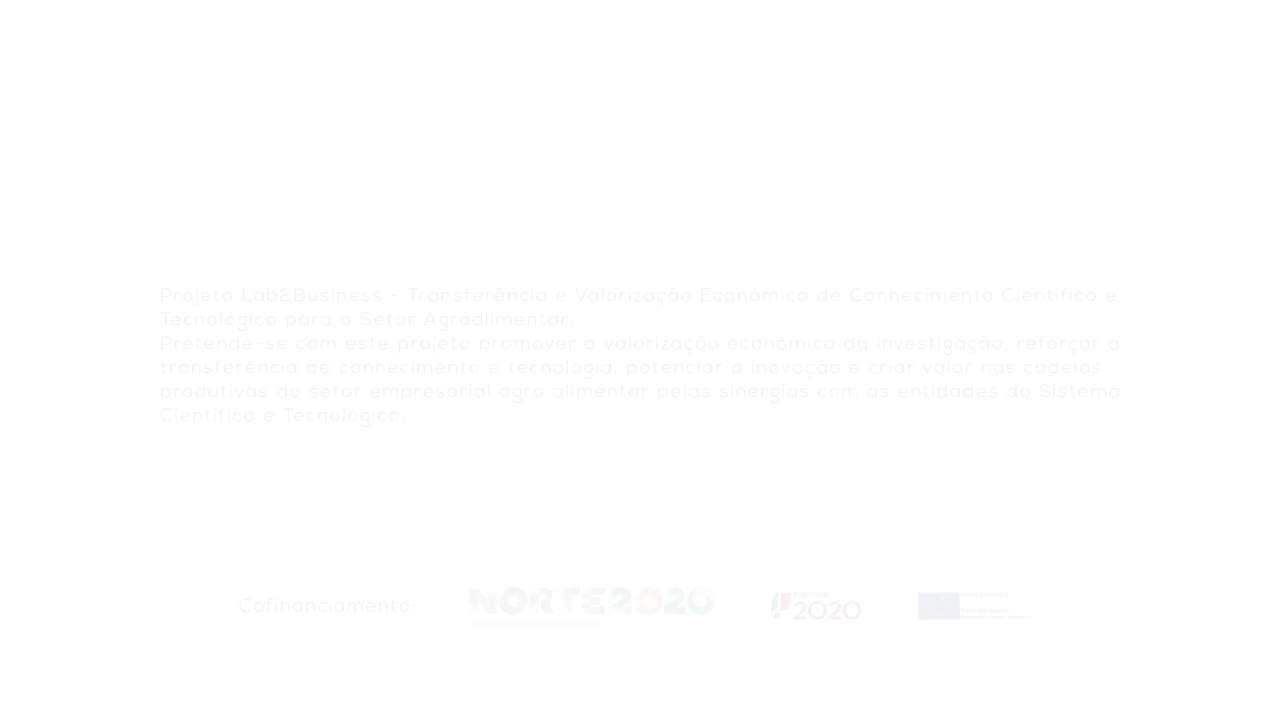 Projeto Lab2Business - Transferência e Valorização Económica de Conhecimento Científico e
Tecnológico para o Setor Agroalimentar.
Pretende-se com este projeto promover a valorização económica da investigação, reforçar a
transferência de conhecimento e tecnologia, potenciar a inovação e criar valor nas cadeias
produtivas do setor empresarial agro alimentar pelas sinergias com as entidades do Sistema
Científico e Tecnológico.
Cofinanciamento:
NORTE2020
PORTUGAL
2020